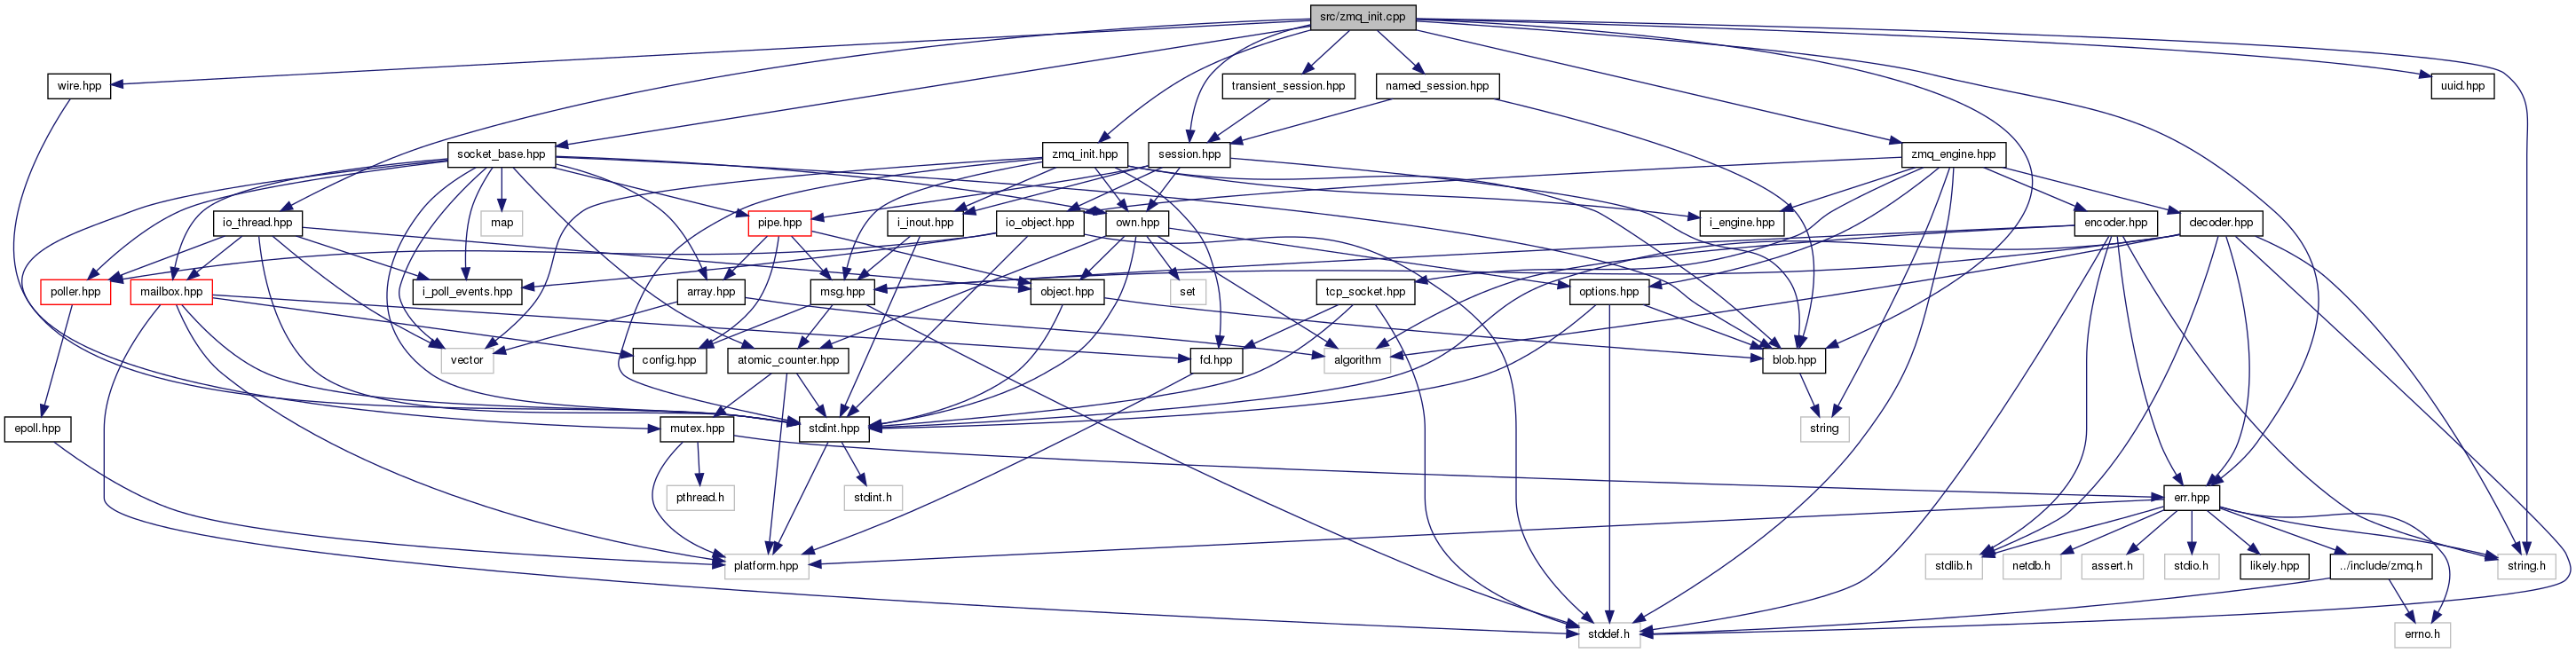 src/zmq_init.cpp
wire.hpp
transient_session.hpp
named_session.hpp
uuid.hpp
socket_base.hpp
zmq_init.hpp
session.hpp
zmq_engine.hpp
io_thread.hpp
map
pipe.hpp
i_inout.hpp
io_object.hpp
own.hpp
i_engine.hpp
encoder.hpp
decoder.hpp
poller.hpp
mailbox.hpp
i_poll_events.hpp
array.hpp
msg.hpp
object.hpp
set
tcp_socket.hpp
options.hpp
vector
config.hpp
atomic_counter.hpp
fd.hpp
algorithm
blob.hpp
epoll.hpp
mutex.hpp
stdint.hpp
string
pthread.h
stdint.h
err.hpp
platform.hpp
stdlib.h
netdb.h
assert.h
stdio.h
likely.hpp
../include/zmq.h
string.h
stddef.h
errno.h